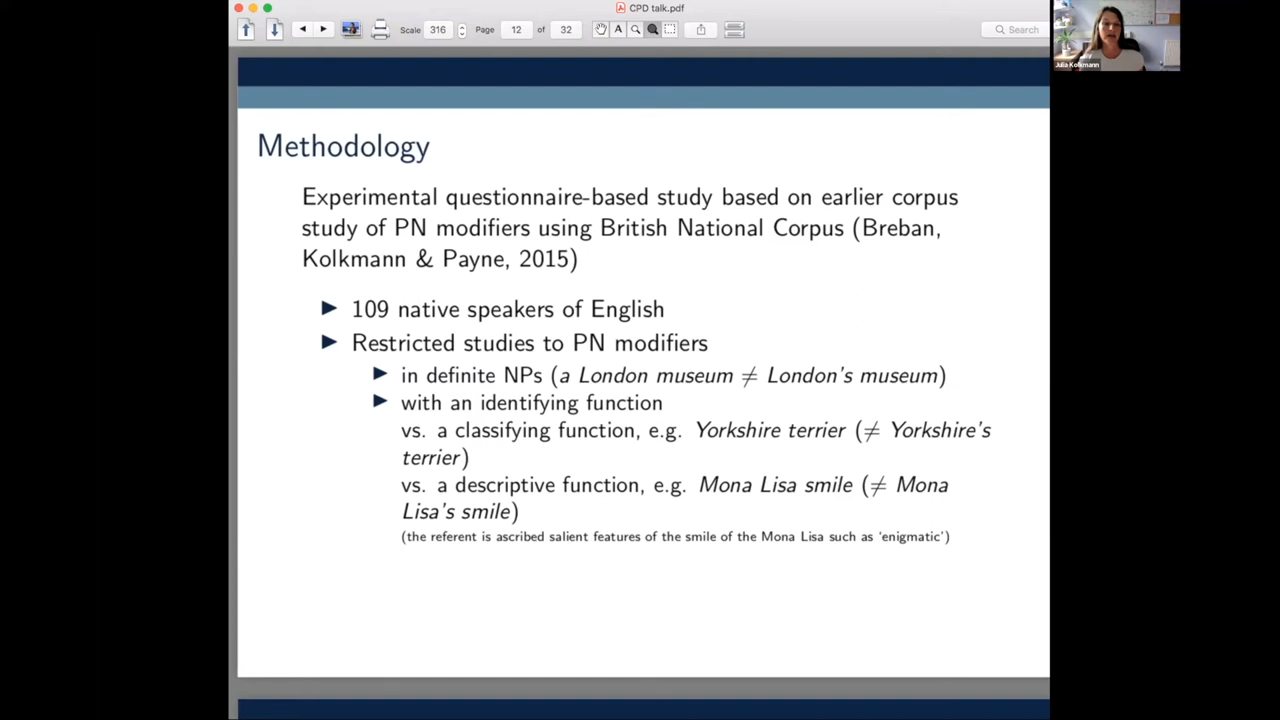 CPD talk.pdf
Scale 316 Page 12 of 32 A Search
Julia Kolkmann
Methodology
Experimental questionnaire-based study based on earlier corpus
study of PN modifiers using British National Corpus (Breban,
Kolkmann & Payne, 2015)
▶ 109 native speakers of English
▶ Restricted studies to PN modifiers
▶ in definite NPs (a London museum ≠ London's museum)
▶ with an identifying function
vs. a classifying function, e.g. Yorkshire terrier (≠ Yorkshire's
terrier)
vs. a descriptive function, e.g. Mona Lisa smile (≠ Mona
Lisa's smile)
(the referent is ascribed salient features of the smile of the Mona Lisa such as ‘enigmatic’)